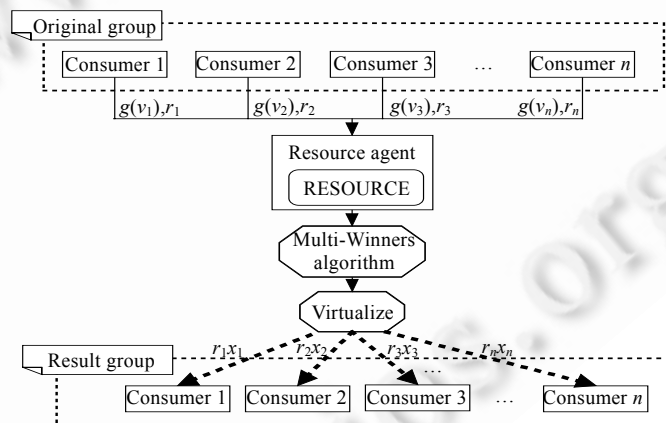 Original group
Consumer 1 Consumer 2 Consumer 3 … Consumer n
g(v₁),r₁ g(v₂),r₂ g(v₃),r₃ g(vₙ),rₙ
Resource agent
RESOURCE
Multi-Winners
algorithm
Virtualize
r₁x₁ r₂x₂ r₃x₃ rₙxₙ
Result group
…
Consumer 1 Consumer 2 Consumer 3 … Consumer n